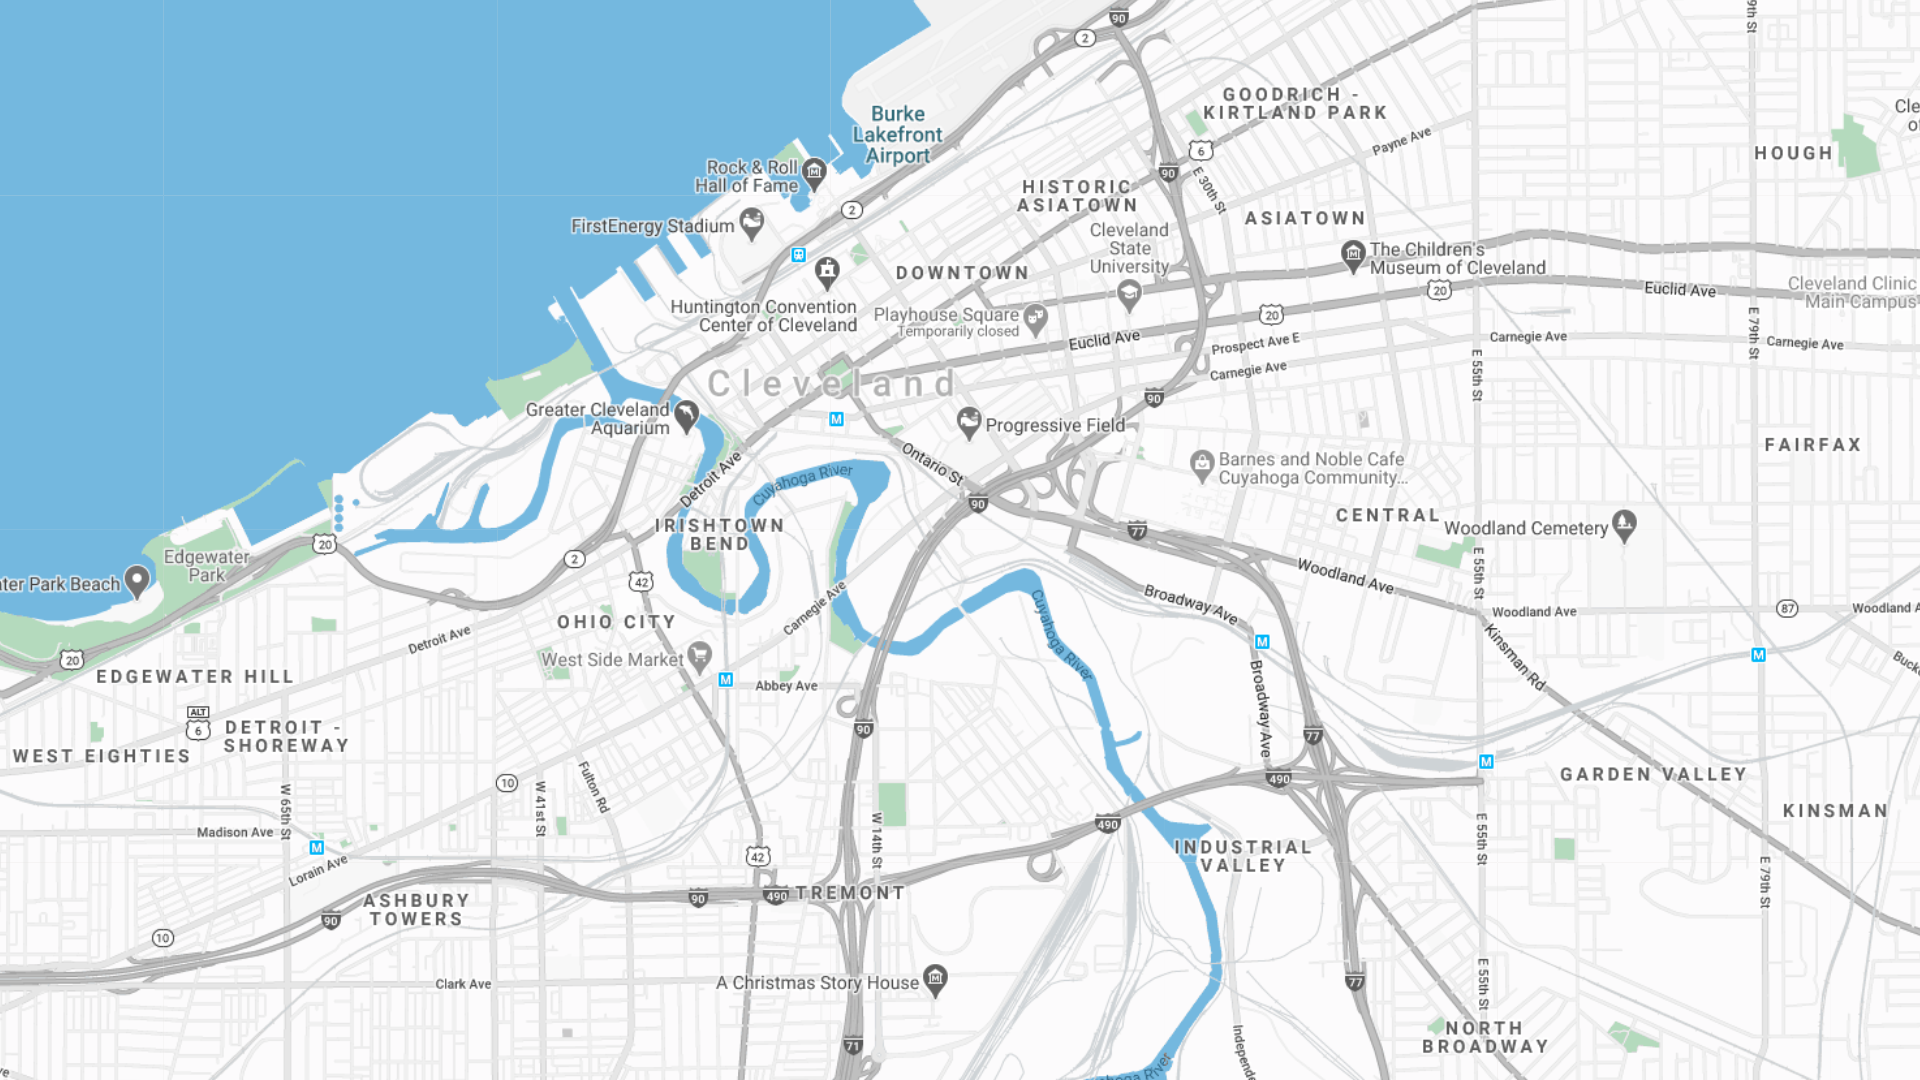 90
2
9th St
GOODRICH -
KIRTLAND PARK
Cle
Burke
Lakefront
Airport
Payne Ave
6
HOUGH
Rock & Roll
Hall of Fame
90
E 30th St
HISTORIC
ASIATOWN
2
ASIATOWN
FirstEnergy Stadium
Cleveland
State
University
The Children's
Museum of Cleveland
DOWNTOWN
Cleveland Clinic
Main Campus
20
Euclid Ave
Huntington Convention
Center of Cleveland
Playhouse Square
Temporarily closed
20
Euclid Ave
Prospect Ave E
Carnegie Ave
E 79th St
Carnegie Ave
Carnegie Ave
E 55th St
Cleveland
90
Greater Cleveland
Aquarium
M
Progressive Field
FAIRFAX
Ontario St
Detroit Ave
Cuyahoga River
Barnes and Noble Cafe
Cuyahoga Community...
90
IRISHTOWN
BEND
CENTRAL
Woodland Cemetery
77
20
2
Edgewater
Park
ater Park Beach
42
E 55th St
Woodland Ave
Broadway Ave
Carnegie Ave
Cuyahoga River
Woodland Ave
87
Woodland A
OHIO CITY
Detroit Ave
M
Kinsman Rd
M
Buck
20
West Side Market
M
Abbey Ave
EDGEWATER HILL
Broadway Ave
ALT
6
DETROIT -
SHOREWAY
90
77
WEST EIGHTIES
M
10
490
GARDEN VALLEY
Fulton Rd
W 41st St
W 65th St
KINSMAN
490
Madison Ave
M
W 14th St
E 55th St
INDUSTRIAL
VALLEY
Lorain Ave
42
E 79th St
90
490
TREMONT
ASHBURY
TOWERS
90
10
Clark Ave
A Christmas Story House
77
E 55th St
NORTH
BROADWAY
71
Independe
yahoga River